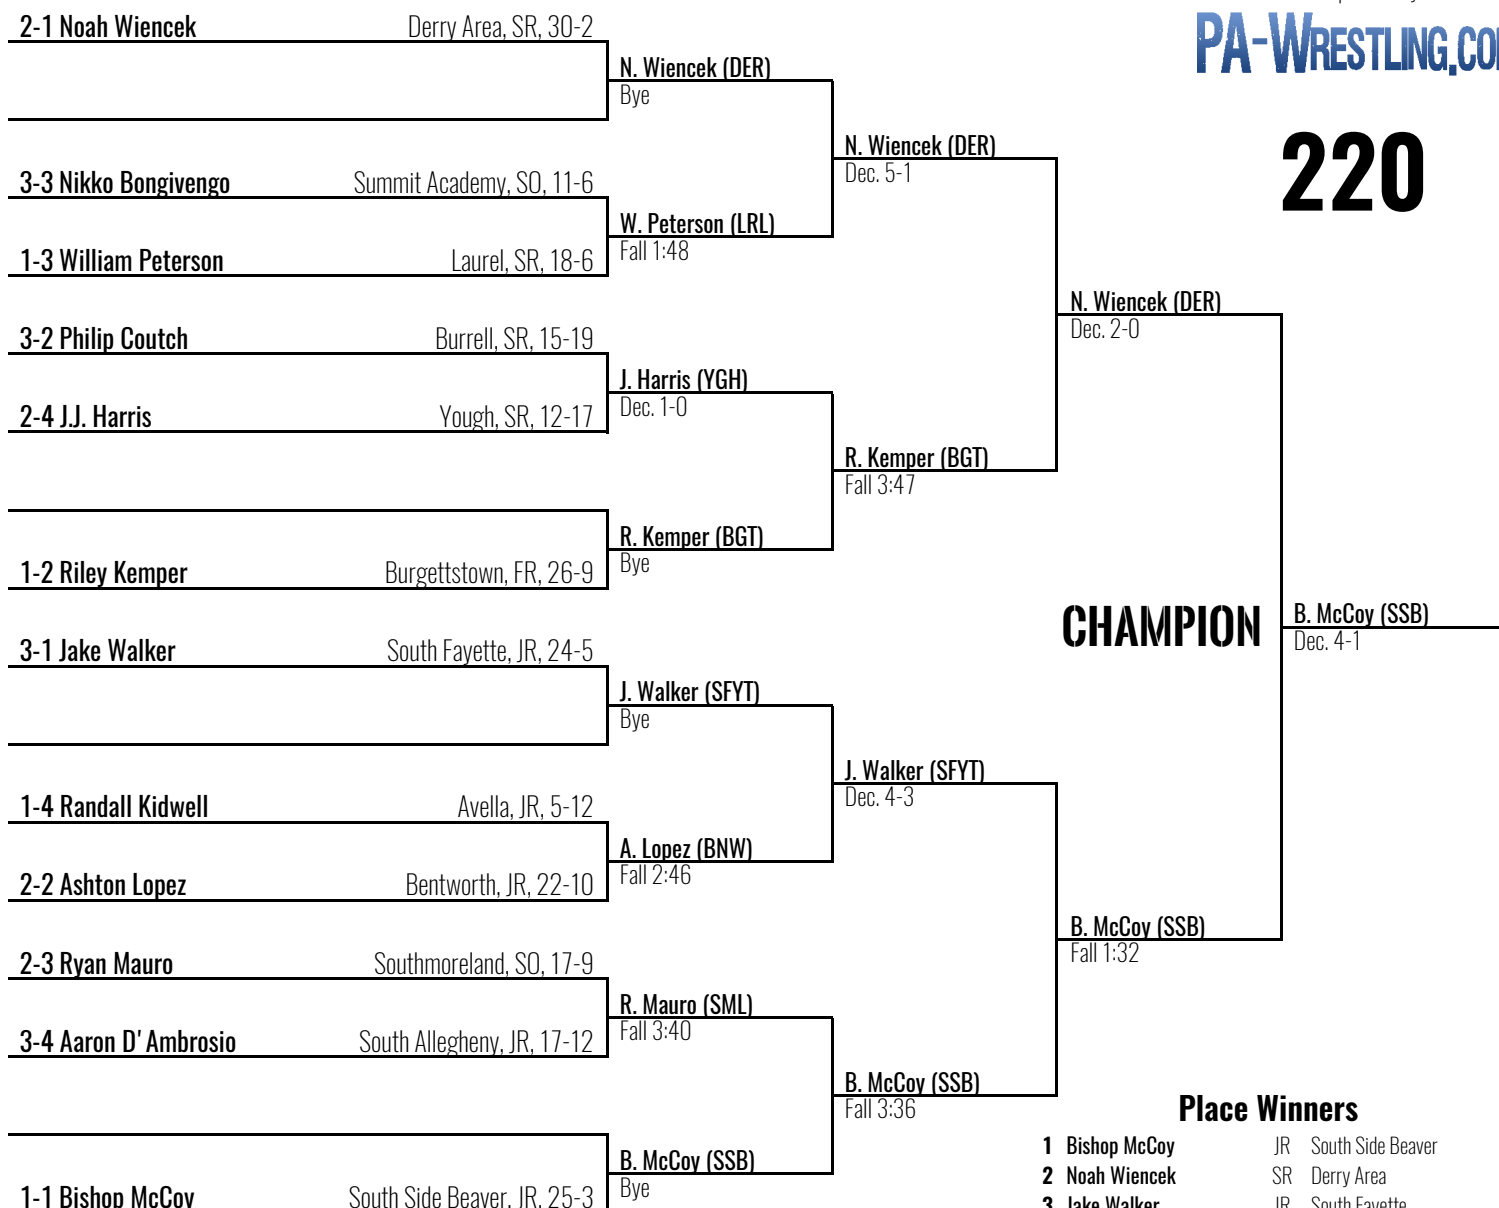 2-1 Noah Wiencek Derry Area, SR, 30-2
N. Wiencek (DER)
Bye
PA-WRESTLING.CO
N. Wiencek (DER)
Dec. 5-1
220
3-3 Nikko Bongivengo Summit Academy, SO, 11-6
W. Peterson (LRL)
Fall 1:48
1-3 William Peterson Laurel, SR, 18-6
N. Wiencek (DER)
Dec. 2-0
3-2 Philip Coutch Burrell, SR, 15-19
J. Harris (YGH)
Dec. 1-0
2-4 J.J. Harris Yough, SR, 12-17
R. Kemper (BGT)
Fall 3:47
R. Kemper (BGT)
Bye
1-2 Riley Kemper Burgettstown, FR, 26-9
CHAMPION
B. McCoy (SSB)
Dec. 4-1
3-1 Jake Walker South Fayette, JR, 24-5
J. Walker (SFYT)
Bye
J. Walker (SFYT)
Dec. 4-3
1-4 Randall Kidwell Avella, JR, 5-12
A. Lopez (BNW)
Fall 2:46
2-2 Ashton Lopez Bentworth, JR, 22-10
B. McCoy (SSB)
Fall 1:32
2-3 Ryan Mauro Southmoreland, SO, 17-9
R. Mauro (SML)
Fall 3:40
3-4 Aaron D'Ambrosio South Allegheny, JR, 17-12
B. McCoy (SSB)
Fall 3:36
B. McCoy (SSB)
Bye
1-1 Bishop McCoy South Side Beaver, JR, 25-3
Place Winners
1 Bishop McCoy JR South Side Beaver
2 Noah Wiencek SR Derry Area
3 Jake Walker JR South Fayette